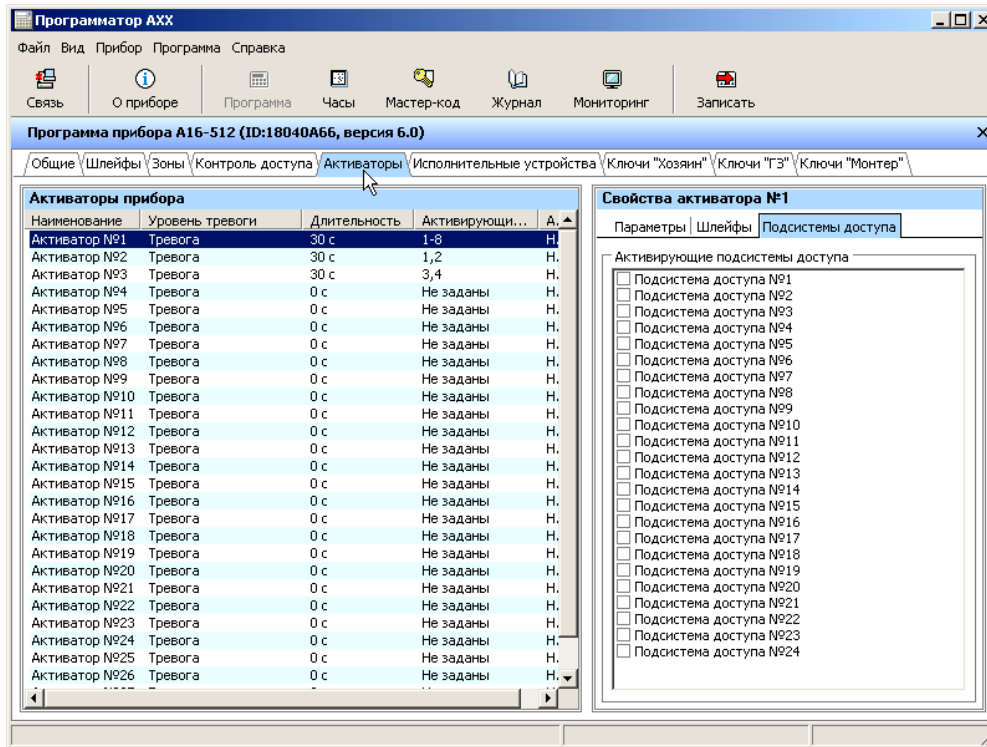 Программатор AXX
Файл Вид Прибор Программа Справка
Связь О приборе Программа Часы Мастер-код Журнал Мониторинг Записать
Программа прибора A16-512 (ID:18040A66, версия 6.0)
Общие Шлейфы Зоны Контроль доступа Активаторы Исполнительные устройства Ключи "Хозяин" Ключи "ГЗ" Ключи "Монтер"
Активаторы прибора
Наименование Уровень тревоги Длительность Активирующи... А..
Активатор №1 Тревога 30 с 1-8 Н.
Активатор №2 Тревога 30 с 1,2 Н.
Активатор №3 Тревога 30 с 3,4 Н.
Активатор №4 Тревога 0 с Не заданы Н.
Активатор №5 Тревога 0 с Не заданы Н.
Активатор №6 Тревога 0 с Не заданы Н.
Активатор №7 Тревога 0 с Не заданы Н.
Активатор №8 Тревога 0 с Не заданы Н.
Активатор №9 Тревога 0 с Не заданы Н.
Активатор №10 Тревога 0 с Не заданы Н.
Активатор №11 Тревога 0 с Не заданы Н.
Активатор №12 Тревога 0 с Не заданы Н.
Активатор №13 Тревога 0 с Не заданы Н.
Активатор №14 Тревога 0 с Не заданы Н.
Активатор №15 Тревога 0 с Не заданы Н.
Активатор №16 Тревога 0 с Не заданы Н.
Активатор №17 Тревога 0 с Не заданы Н.
Активатор №18 Тревога 0 с Не заданы Н.
Активатор №19 Тревога 0 с Не заданы Н.
Активатор №20 Тревога 0 с Не заданы Н.
Активатор №21 Тревога 0 с Не заданы Н.
Активатор №22 Тревога 0 с Не заданы Н.
Активатор №23 Тревога 0 с Не заданы Н.
Активатор №24 Тревога 0 с Не заданы Н.
Активатор №25 Тревога 0 с Не заданы Н.
Активатор №26 Тревога 0 с Не заданы Н.
Свойства активатора №1
Параметры Шлейфы Подсистемы доступа
Активирующие подсистемы доступа
Подсистема доступа №1
Подсистема доступа №2
Подсистема доступа №3
Подсистема доступа №4
Подсистема доступа №5
Подсистема доступа №6
Подсистема доступа №7
Подсистема доступа №8
Подсистема доступа №9
Подсистема доступа №10
Подсистема доступа №11
Подсистема доступа №12
Подсистема доступа №13
Подсистема доступа №14
Подсистема доступа №15
Подсистема доступа №16
Подсистема доступа №17
Подсистема доступа №18
Подсистема доступа №19
Подсистема доступа №20
Подсистема доступа №21
Подсистема доступа №22
Подсистема доступа №23
Подсистема доступа №24